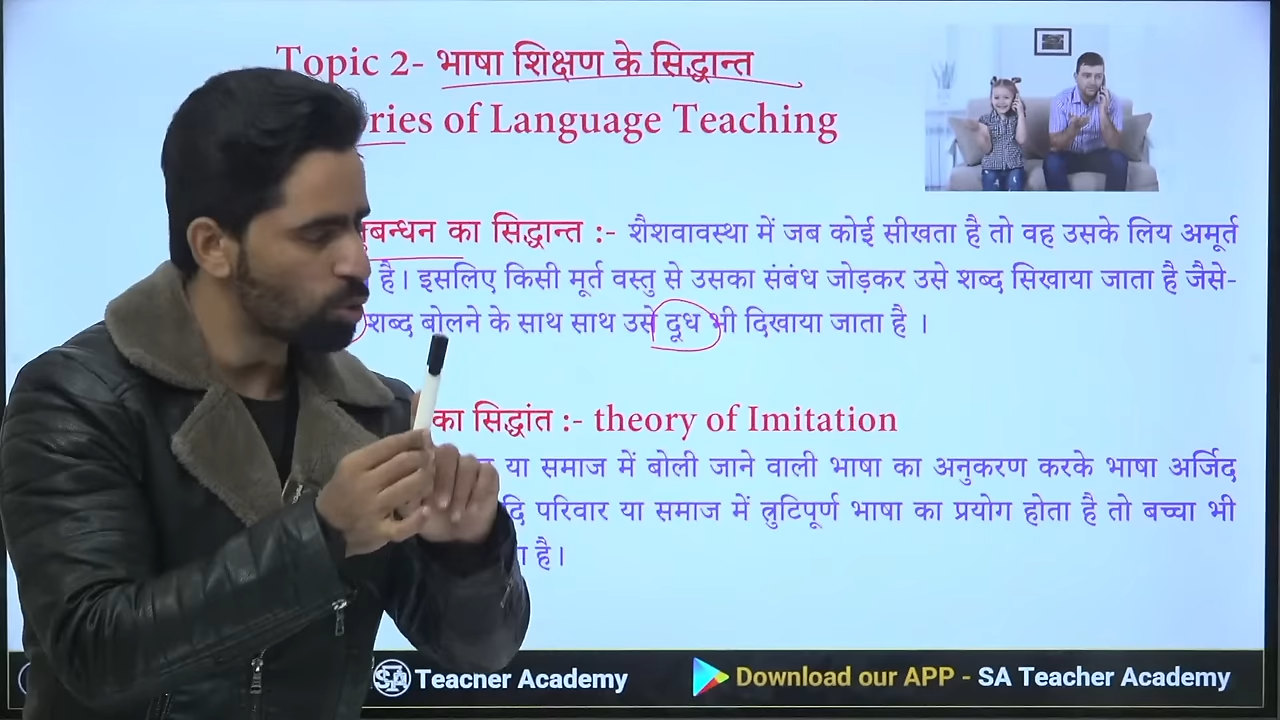 Topic 2- भाषा शिक्षण के सिद्धान्त
ries of Language Teaching
बन्धन का सिद्धान्त :- शैशवावस्था में जब कोई सीखता है तो वह उसके लिय अमूर्त
है। इसलिए किसी मूर्त वस्तु से उसका संबंध जोड़कर उसे शब्द सिखाया जाता है जैसे-
शब्द बोलने के साथ साथ उसे दूध भी दिखाया जाता है ।
का सिद्धांत :- theory of Imitation
या समाज में बोली जाने वाली भाषा का अनुकरण करके भाषा अर्जिद
दि परिवार या समाज में त्रुटिपूर्ण भाषा का प्रयोग होता है तो बच्चा भी
है।
SA Teacner Academy
Download our APP - SA Teacher Academy